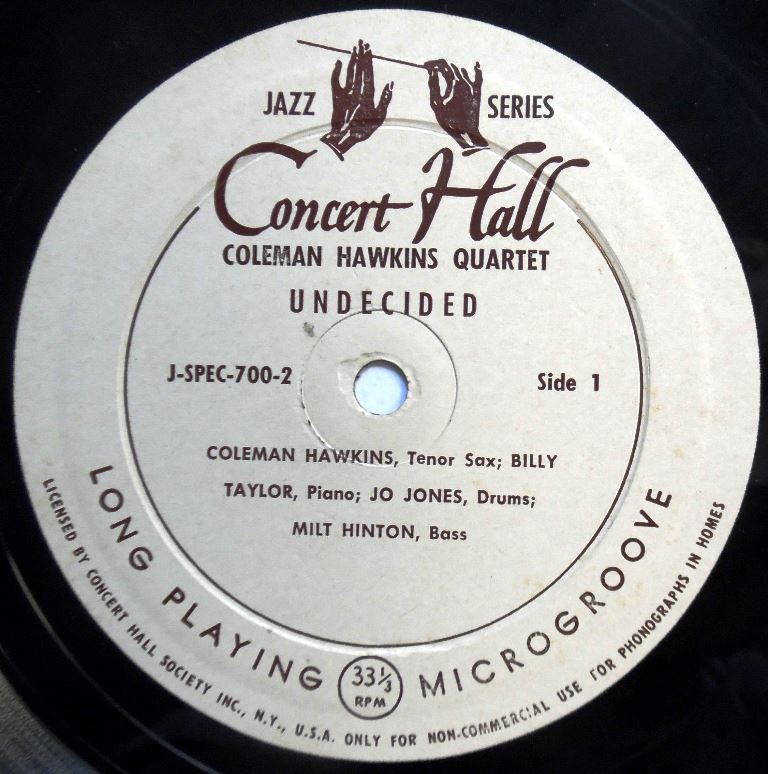 JAZZ SERIES
Concert Hall
COLEMAN HAWKINS QUARTET
UNDECIDED
J-SPEC-700-2
Side 1
COLEMAN HAWKINS, Tenor Sax; BILLY
TAYLOR, Piano; JO JONES, Drums;
MILT HINTON, Bass
LONG PLAYING 33⅓ RPM MICROGROOVE
LICENSED BY CONCERT HALL SOCIETY INC., N.Y., U.S.A. ONLY FOR NON-COMMERCIAL USE FOR PHONOGRAPHS IN HOMES